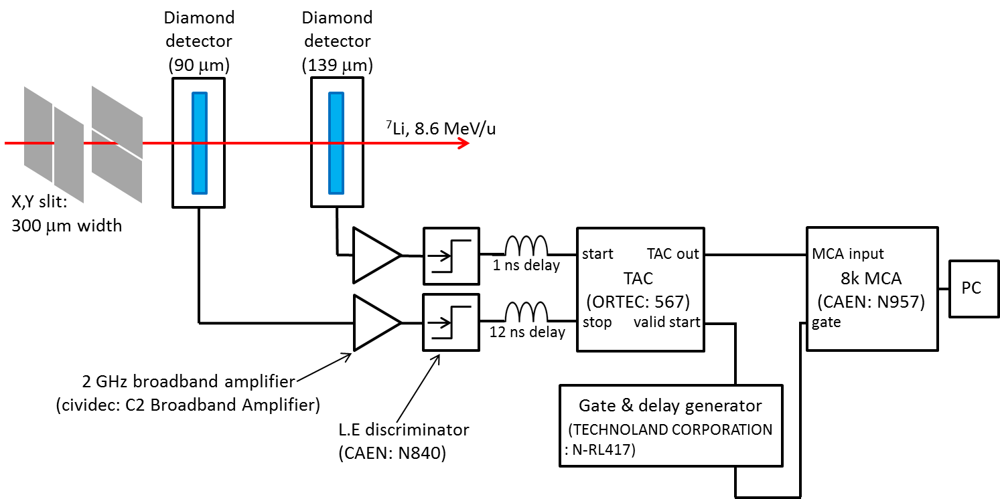 Diamond
detector
(90 μm)
Diamond
detector
(139 μm)
⁷Li, 8.6 MeV/u
X,Y slit:
300 μm width
1 ns delay
12 ns delay
start
TAC out
TAC
(ORTEC: 567)
stop
valid start
MCA input
8k MCA
(CAEN: N957)
gate
PC
2 GHz broadband amplifier
(cividec: C2 Broadband Amplifier)
L.E discriminator
(CAEN: N840)
Gate & delay generator
(TECHNOLAND CORPORATION
: N-RL417)